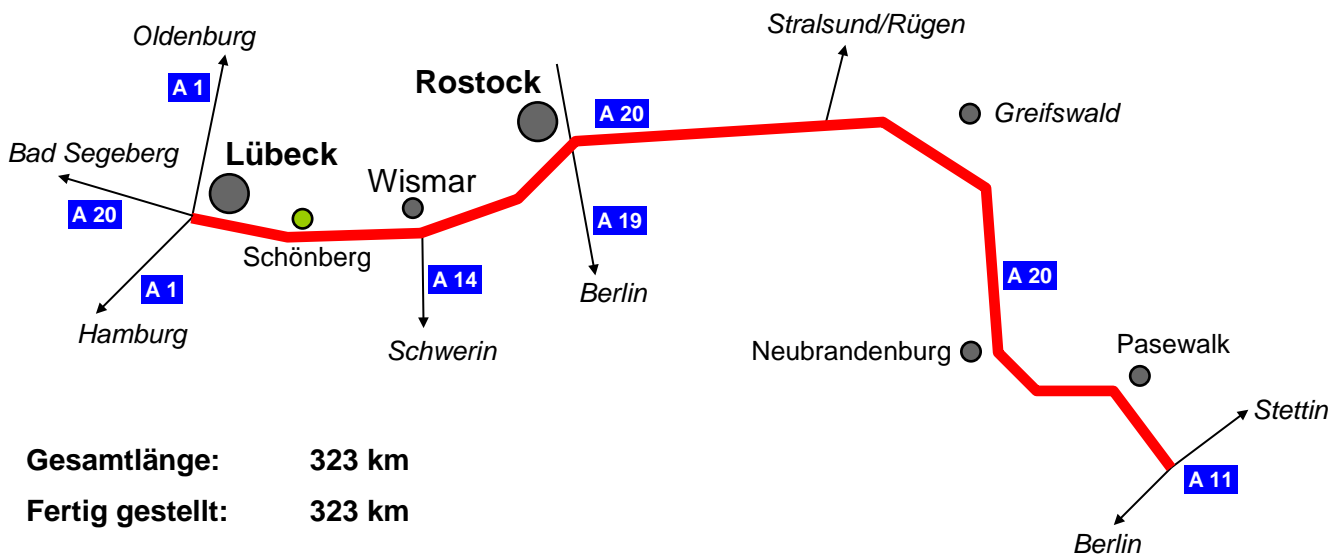 Stralsund/Rügen
Oldenburg
A 1
Rostock
A 20
Greifswald
Bad Segeberg
Lübeck
Wismar
A 20
A 19
Schönberg
A 14
A 20
A 1
Berlin
Hamburg
Schwerin
Neubrandenburg
Pasewalk
Stettin
Gesamtlänge: 323 km
A 11
Fertig gestellt: 323 km
Berlin